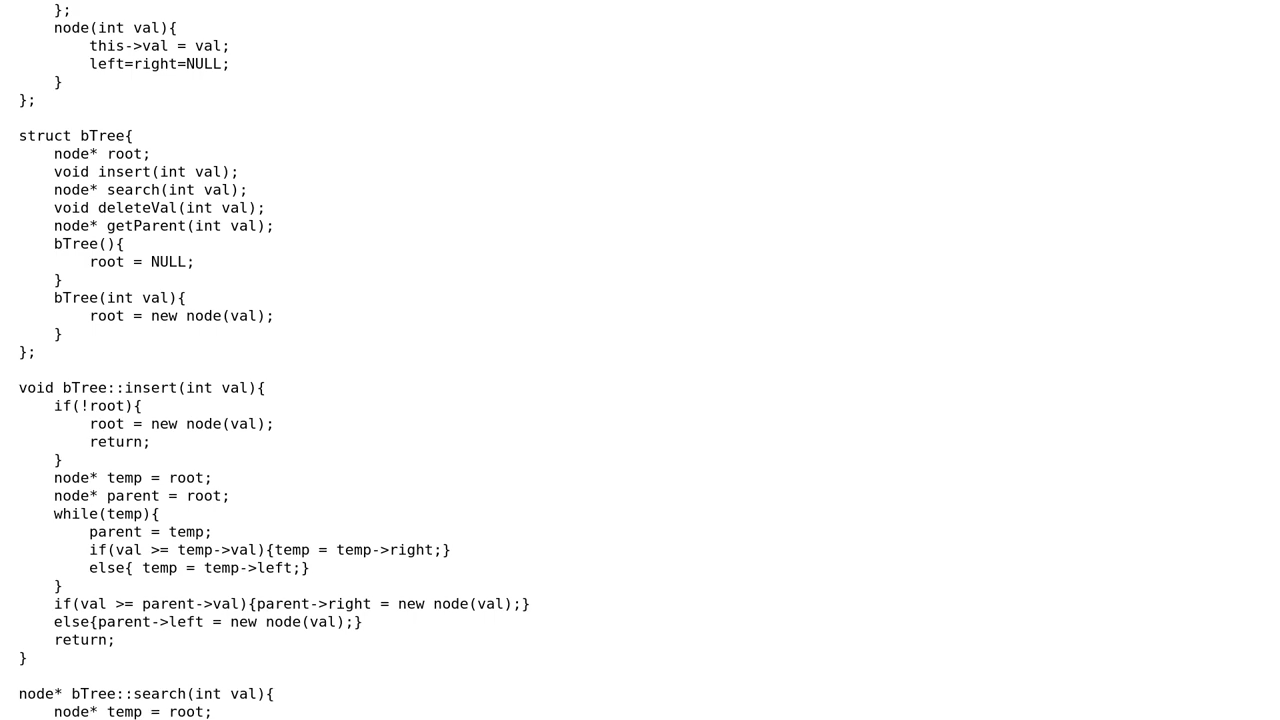 };
    node(int val){
        this->val = val;
        left=right=NULL;
    }
};

struct bTree{
    node* root;
    void insert(int val);
    node* search(int val);
    void deleteVal(int val);
    node* getParent(int val);
    bTree(){
        root = NULL;
    }
    bTree(int val){
        root = new node(val);
    }
};

void bTree::insert(int val){
    if(!root){
        root = new node(val);
        return;
    }
    node* temp = root;
    node* parent = root;
    while(temp){
        parent = temp;
        if(val >= temp->val){temp = temp->right;}
        else{ temp = temp->left;}
    }
    if(val >= parent->val){parent->right = new node(val);}
    else{parent->left = new node(val);}
    return;
}

node* bTree::search(int val){
    node* temp = root;